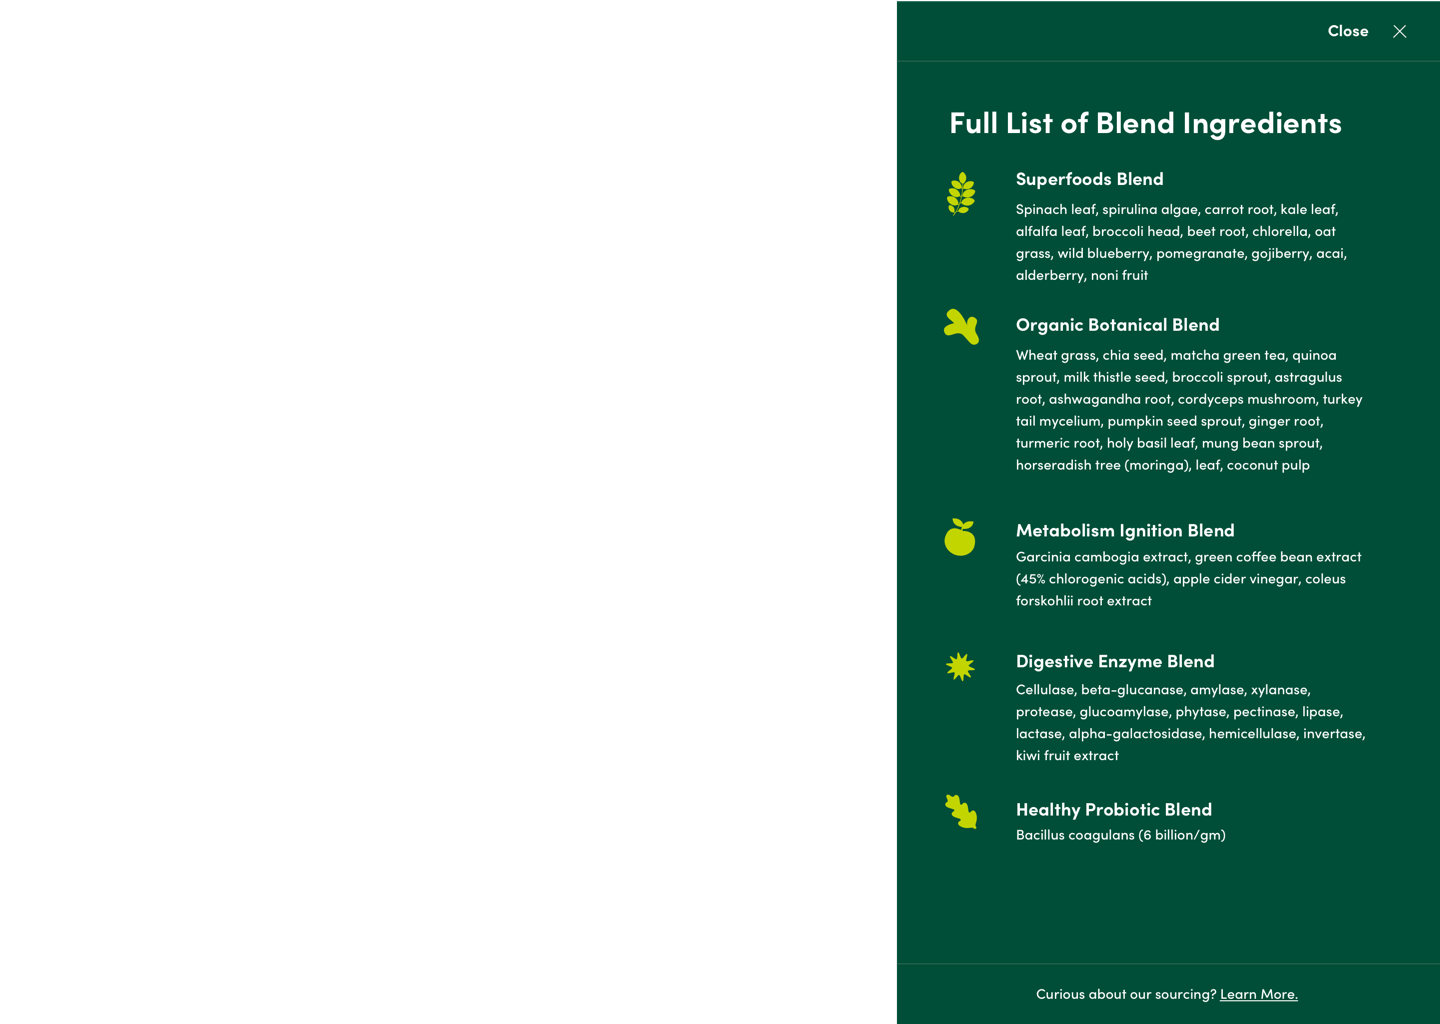 Close
Full List of Blend Ingredients
Superfoods Blend
Spinach leaf, spirulina algae, carrot root, kale leaf,
alfalfa leaf, broccoli head, beet root, chlorella, oat
grass, wild blueberry, pomegranate, gojiberry, acai,
alderberry, noni fruit
Organic Botanical Blend
Wheat grass, chia seed, matcha green tea, quinoa
sprout, milk thistle seed, broccoli sprout, astragulus
root, ashwagandha root, cordyceps mushroom, turkey
tail mycelium, pumpkin seed sprout, ginger root,
turmeric root, holy basil leaf, mung bean sprout,
horseradish tree (moringa), leaf, coconut pulp
Metabolism Ignition Blend
Garcinia cambogia extract, green coffee bean extract
(45% chlorogenic acids), apple cider vinegar, coleus
forskohlii root extract
Digestive Enzyme Blend
Cellulase, beta-glucanase, amylase, xylanase,
protease, glucoamylase, phytase, pectinase, lipase,
lactase, alpha-galactosidase, hemicellulase, invertase,
kiwi fruit extract
Healthy Probiotic Blend
Bacillus coagulans (6 billion/gm)
Curious about our sourcing? Learn More.